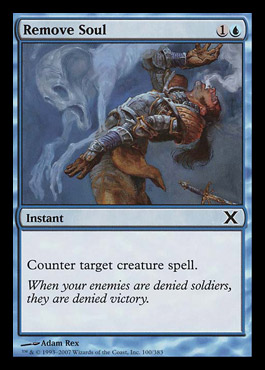 Remove Soul 1
Instant X
Counter target creature spell.
When your enemies are denied soldiers,
they are denied victory.
Adam Rex
™ & © 1993-2007 Wizards of the Coast, Inc. 100/383